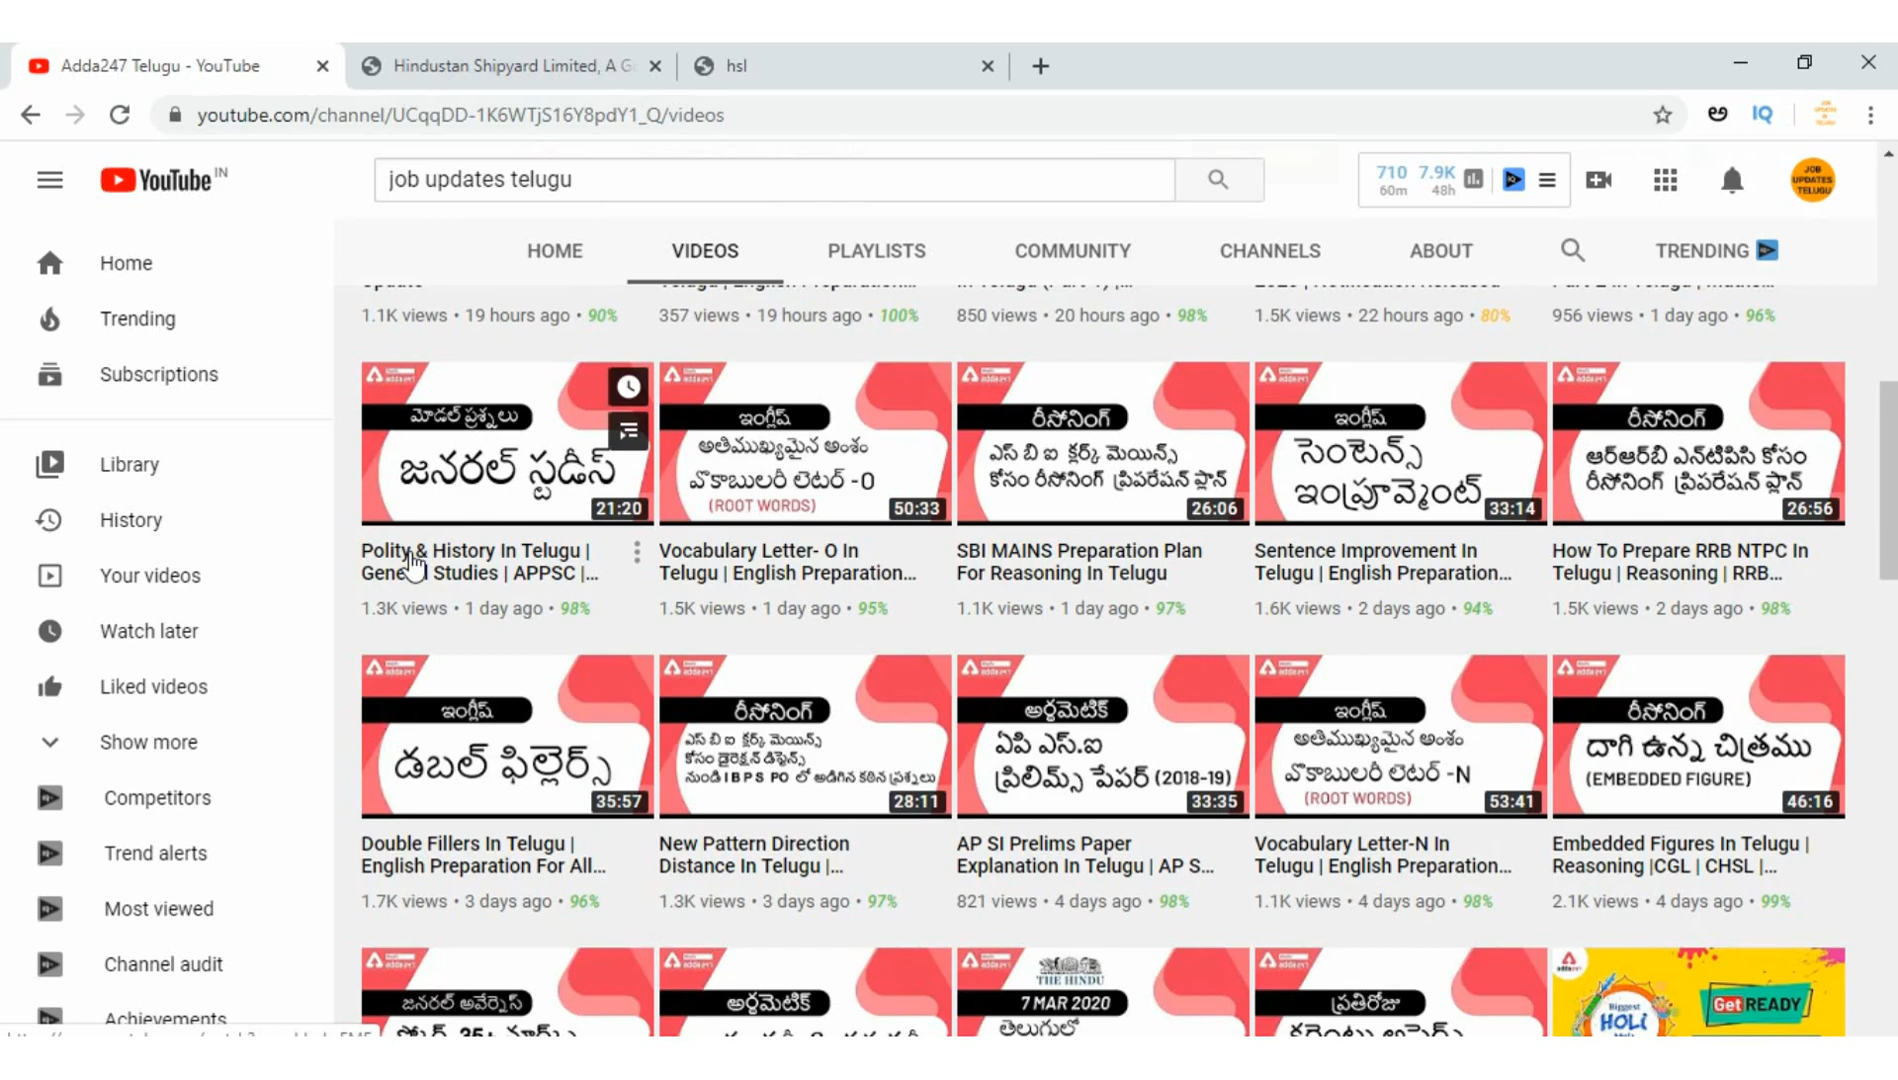 Adda247 Telugu - YouTube
Hindustan Shipyard Limited, A G
hsl
youtube.com/channel/UCqqDD-1K6WTjS16Y8pdY1_Q/videos
YouTube IN
job updates telugu
710 7.9K
60m 48h
JOB UPDATES TELUGU
HOME VIDEOS PLAYLISTS COMMUNITY CHANNELS ABOUT TRENDING
1.1K views • 19 hours ago • 90%
357 views • 19 hours ago • 100%
850 views • 20 hours ago • 98%
1.5K views • 22 hours ago • 80%
956 views • 1 day ago • 96%
Home
Trending
Subscriptions
Library
History
Your videos
Watch later
Liked videos
Show more
Competitors
Trend alerts
Most viewed
Channel audit
Achievements
మోడల్ ప్రశ్నలు
జనరల్ స్టడీస్
21:20
Polity & History In Telugu |
General Studies | APPSC |...
1.3K views • 1 day ago • 98%
ఇంగ్లీష్
అతిముఖ్యమైన అంశం
వొకాబులరీ లెటర్ -O
(ROOT WORDS)
50:33
Vocabulary Letter- O In
Telugu | English Preparation...
1.5K views • 1 day ago • 95%
రీసోనింగ్
ఎస్ బి ఐ క్లర్క్ మెయిన్స్
కోసం రీసోనింగ్ ప్రిపరేషన్ ప్లాన్
26:06
SBI MAINS Preparation Plan
For Reasoning In Telugu
1.1K views • 1 day ago • 97%
ఇంగ్లీష్
సెంటెన్స్
ఇంప్రూవ్మెంట్
33:14
Sentence Improvement In
Telugu | English Preparation...
1.6K views • 2 days ago • 94%
రీసోనింగ్
ఆర్ఆర్బి ఎన్‌టిపిసి కోసం
రీసోనింగ్ ప్రిపరేషన్ ప్లాన్
26:56
How To Prepare RRB NTPC In
Telugu | Reasoning | RRB...
1.5K views • 2 days ago • 98%
ఇంగ్లీష్
డబల్ ఫిల్లెర్స్
35:57
Double Fillers In Telugu |
English Preparation For All...
1.7K views • 3 days ago • 96%
రీసోనింగ్
ఎస్ బి ఐ క్లర్క్ మెయిన్స్
కోసం డైరెక్షన్ డిస్టెన్స్
నుండి I B P S PO లో అడిగిన కఠిన ప్రశ్నలు
28:11
New Pattern Direction
Distance In Telugu |...
1.3K views • 3 days ago • 97%
అర్థమెటిక్
ఏపి ఎస్.ఐ
ప్రిలిమ్స్ పేపర్ (2018-19)
33:35
AP SI Prelims Paper
Explanation In Telugu | AP S...
821 views • 4 days ago • 98%
ఇంగ్లీష్
అతిముఖ్యమైన అంశం
వొకాబులరీ లెటర్ -N
(ROOT WORDS)
53:41
Vocabulary Letter-N In
Telugu | English Preparation...
1.1K views • 4 days ago • 98%
రీసోనింగ్
దాగి ఉన్న చిత్రము
(EMBEDDED FIGURE)
46:16
Embedded Figures In Telugu |
Reasoning |CGL | CHSL |...
2.1K views • 4 days ago • 99%
జనరల్ అవేర్నెస్
అర్థమెటిక్
THE HINDU
7 MAR 2020
తెలుగులో
ప్రతిరోజు
కరెంటు అఫైర్స్
adda247
Biggest
HOLI
Get READY